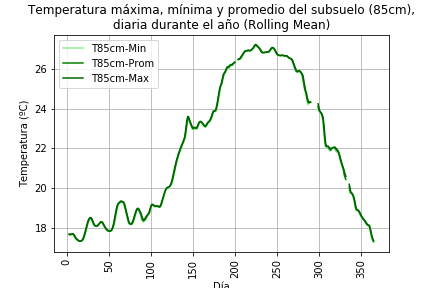 Temperatura máxima, mínima y promedio del subsuelo (85cm),
diaria durante el año (Rolling Mean)
T85cm-Min
T85cm-Prom
T85cm-Max
Temperatura (ºC)
26
24
22
20
18
0
50
100
150
200
250
300
350
Día